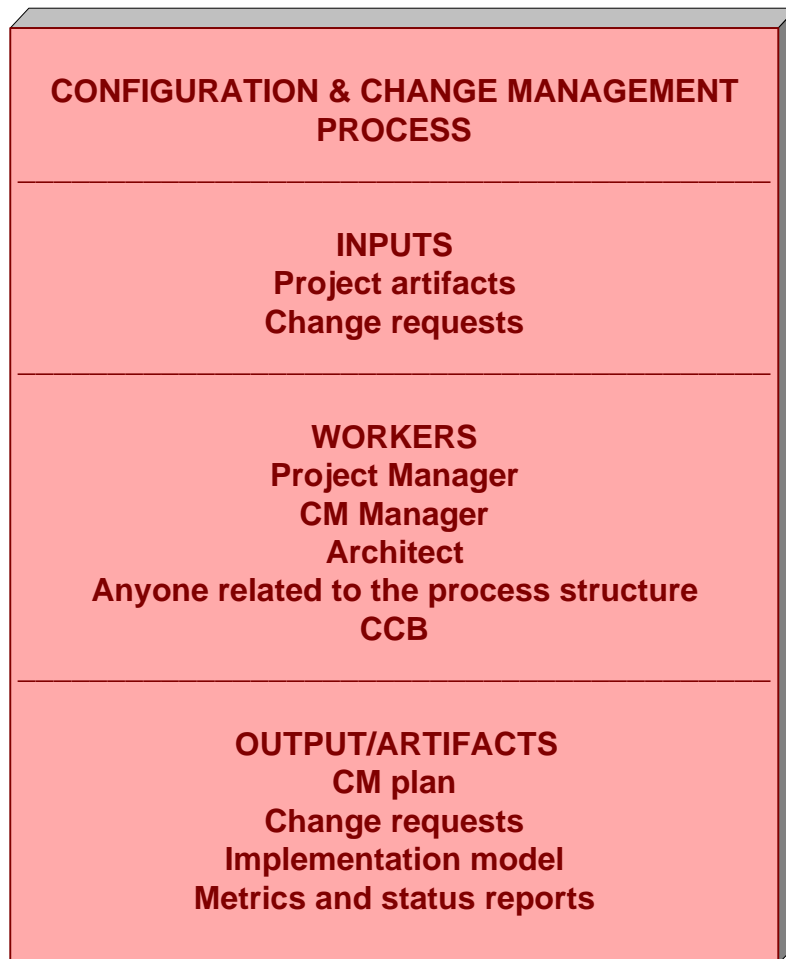 CONFIGURATION & CHANGE MANAGEMENT
PROCESS
INPUTS
Project artifacts
Change requests
WORKERS
Project Manager
CM Manager
Architect
Anyone related to the process structure
CCB
OUTPUT/ARTIFACTS
CM plan
Change requests
Implementation model
Metrics and status reports